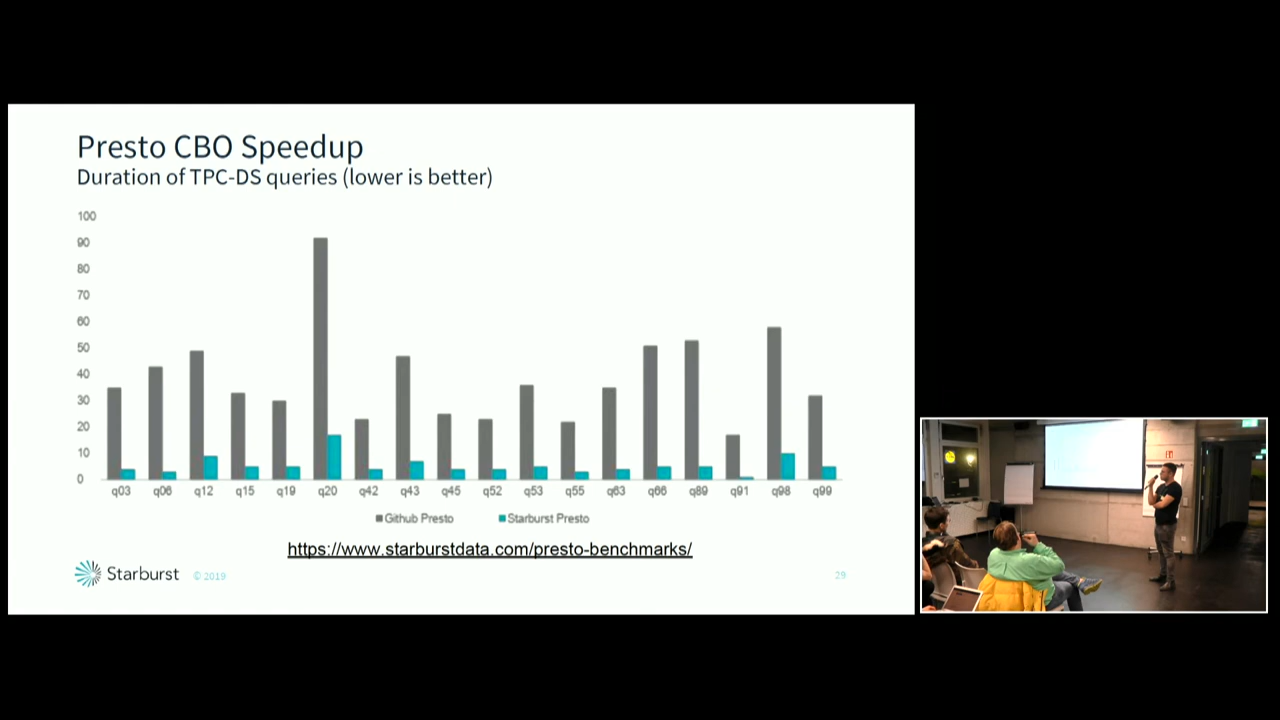 Presto CBO Speedup
Duration of TPC-DS queries (lower is better)
100
90
80
70
60
50
40
30
20
10
0
q03 q06 q12 q15 q19 q20 q42 q43 q45 q52 q53 q55 q63 q66 q89 q91 q98 q99
Github Presto Starburst Presto
https://www.starburstdata.com/presto-benchmarks/
Starburst © 2019 29